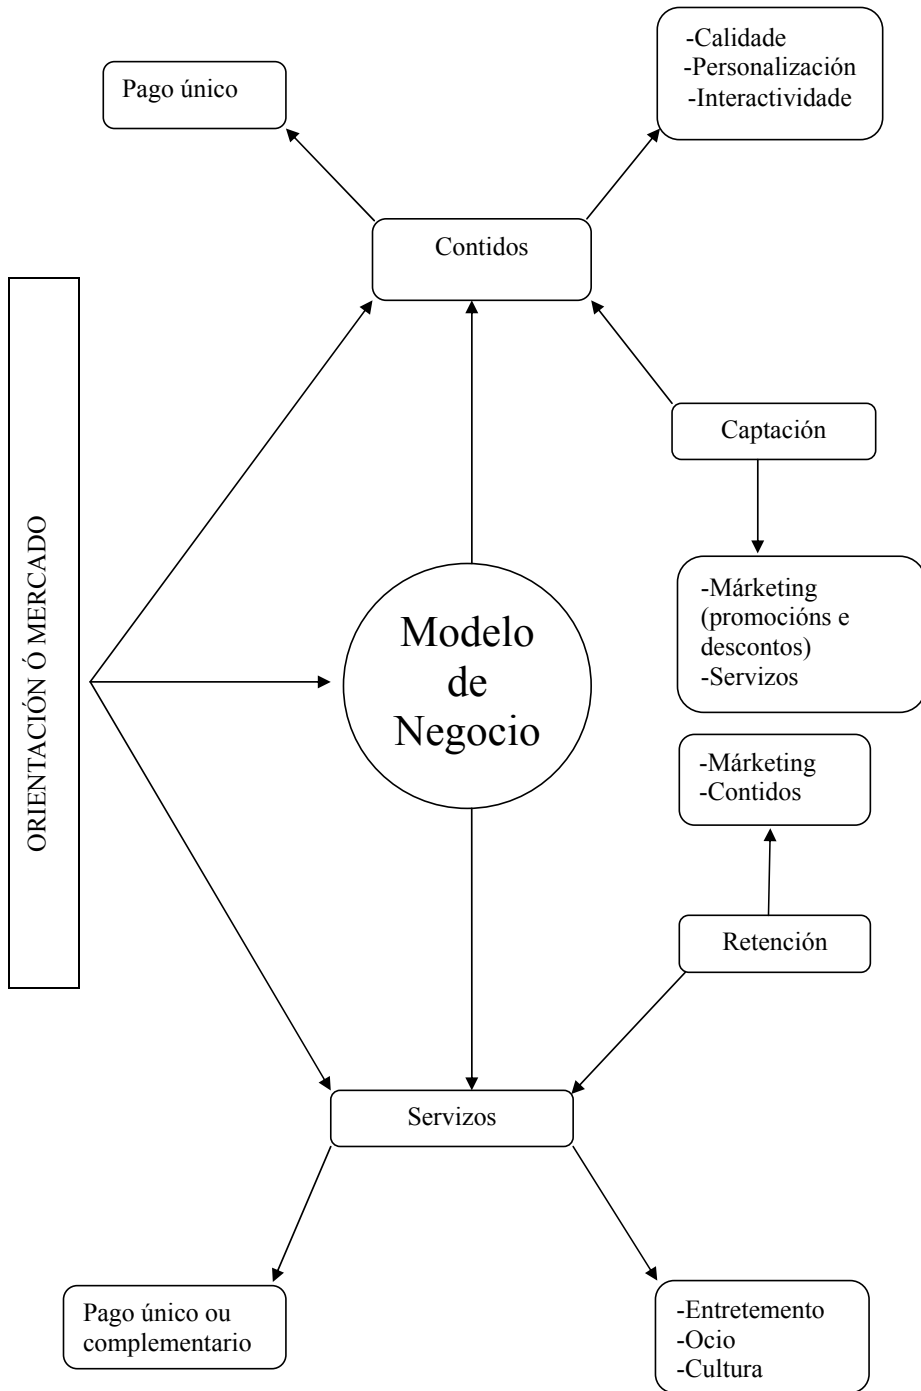 -Calidade
-Personalización
-Interactividade
Pago único
Contidos
Captación
ORIENTACIÓN Ó MERCADO
-Márketing
(promocións e
descontos)
-Servizos
Modelo
de
Negocio
-Márketing
-Contidos
Retención
Servizos
Pago único ou
complementario
-Entretemento
-Ocio
-Cultura